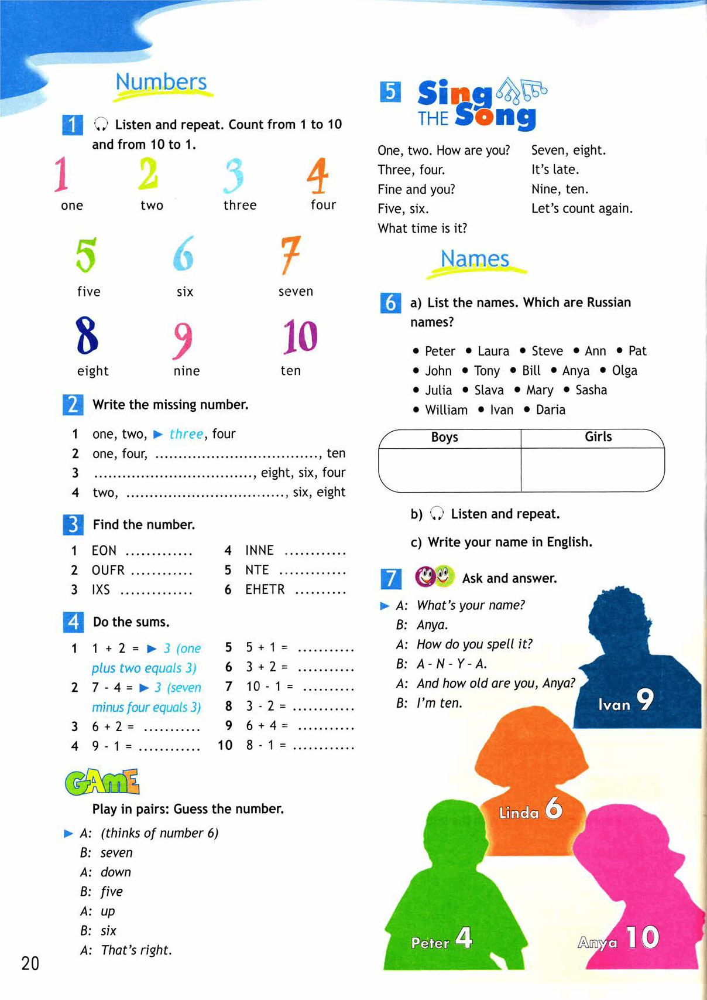 Numbers
1 Listen and repeat. Count from 1 to 10
and from 10 to 1.
1 2 3 4
one two three four
5 6 7
five six seven
8 9 10
eight nine ten
2 Write the missing number.
1 one, two, ► three, four
2 one, four, ..................................., ten
3 .................................., eight, six, four
4 two, .................................., six, eight
3 Find the number.
1 EON ............. 4 INNE ............
2 OUFR ............ 5 NTE .............
3 IXS .............. 6 EHETR ..........
4 Do the sums.
1 1 + 2 = ► 3 (one 5 5 + 1 = ...........
plus two equals 3) 6 3 + 2 = ...........
2 7 - 4 = ► 3 (seven 7 10 - 1 = ..........
minus four equals 3) 8 3 - 2 = ............
3 6 + 2 = ........... 9 6 + 4 = ...........
4 9 - 1 = ............ 10 8 - 1 = ............
GAME
Play in pairs: Guess the number.
► A: (thinks of number 6)
B: seven
A: down
B: five
A: up
B: six
A: That's right.
20
5 Sing
THE Song
One, two. How are you?
Three, four.
Fine and you?
Five, six.
What time is it?
Seven, eight.
It's late.
Nine, ten.
Let's count again.
Names
6 a) List the names. Which are Russian
names?
• Peter • Laura • Steve • Ann • Pat
• John • Tony • Bill • Anya • Olga
• Julia • Slava • Mary • Sasha
• William • Ivan • Daria
Boys Girls
b) Listen and repeat.
c) Write your name in English.
7 Ask and answer.
► A: What's your name?
B: Anya.
A: How do you spell it?
B: A - N - Y - A.
A: And how old are you, Anya?
B: I'm ten.
Ivan 9
Linda 6
Peter 4
Anya 10